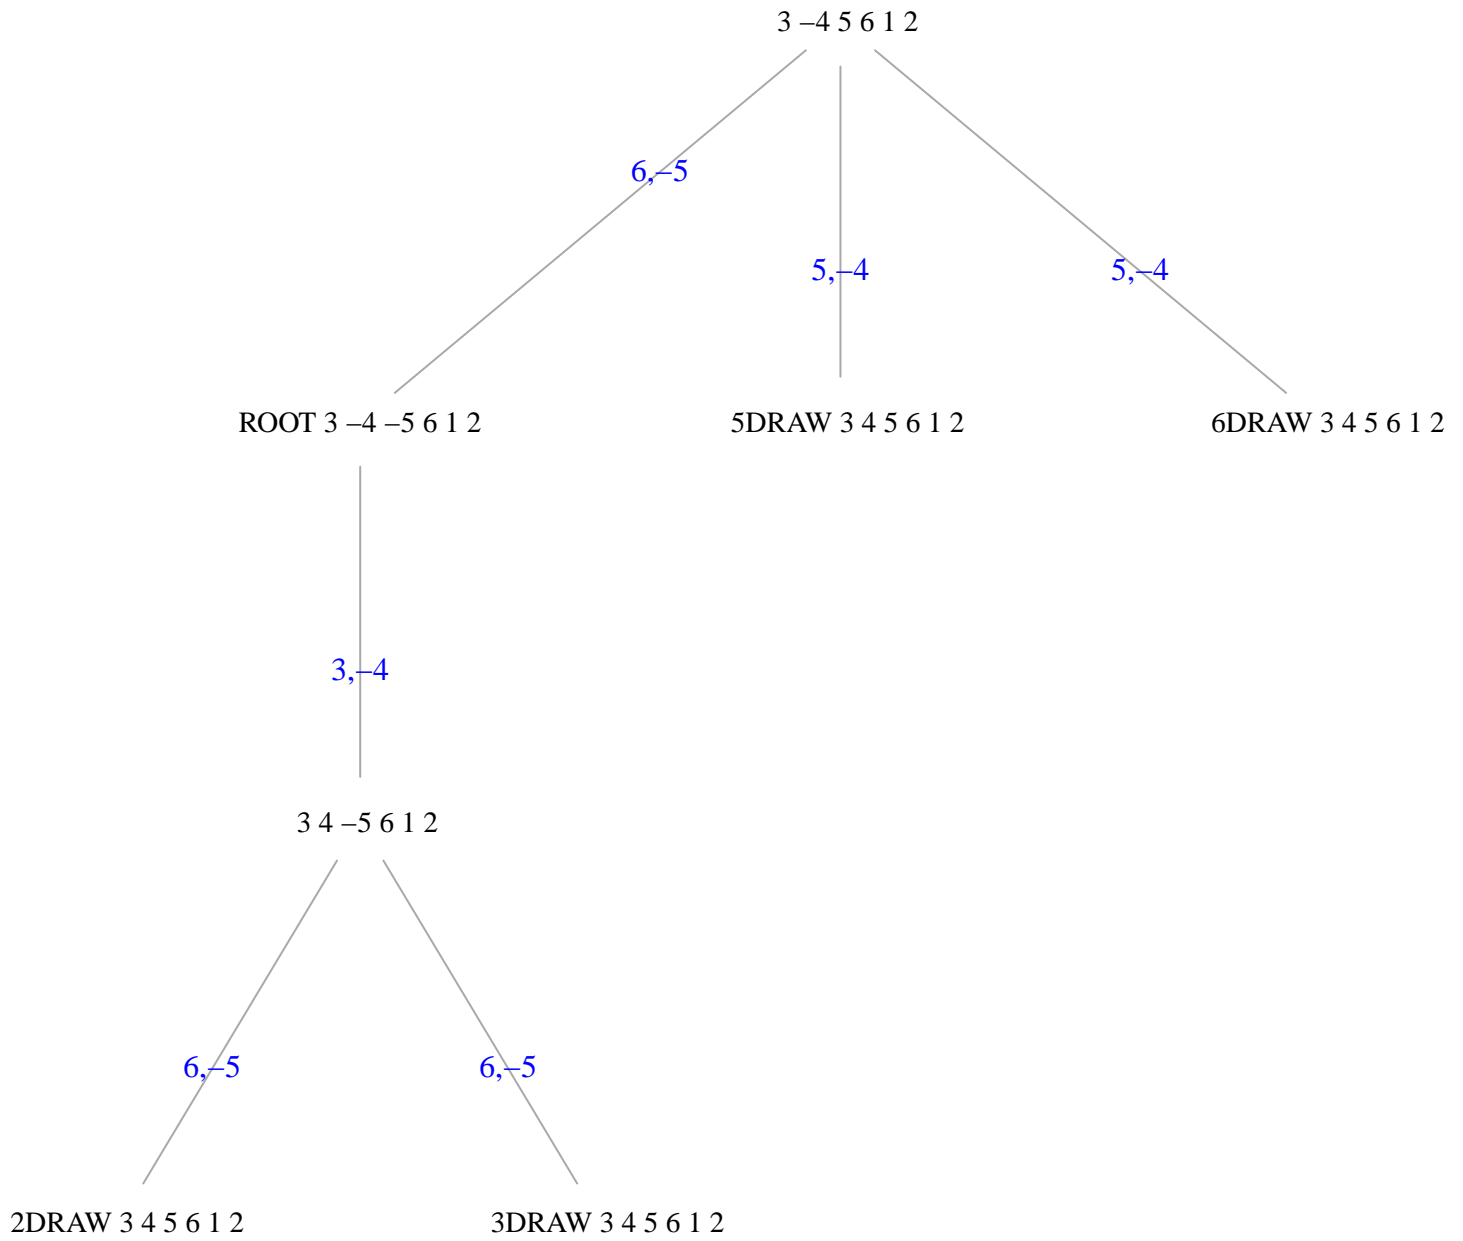 3 –4 5 6 1 2
6,–5
5,–4
5,–4
ROOT 3 –4 –5 6 1 2
5DRAW 3 4 5 6 1 2
6DRAW 3 4 5 6 1 2
3,–4
3 4 –5 6 1 2
6,–5
6,–5
2DRAW 3 4 5 6 1 2
3DRAW 3 4 5 6 1 2